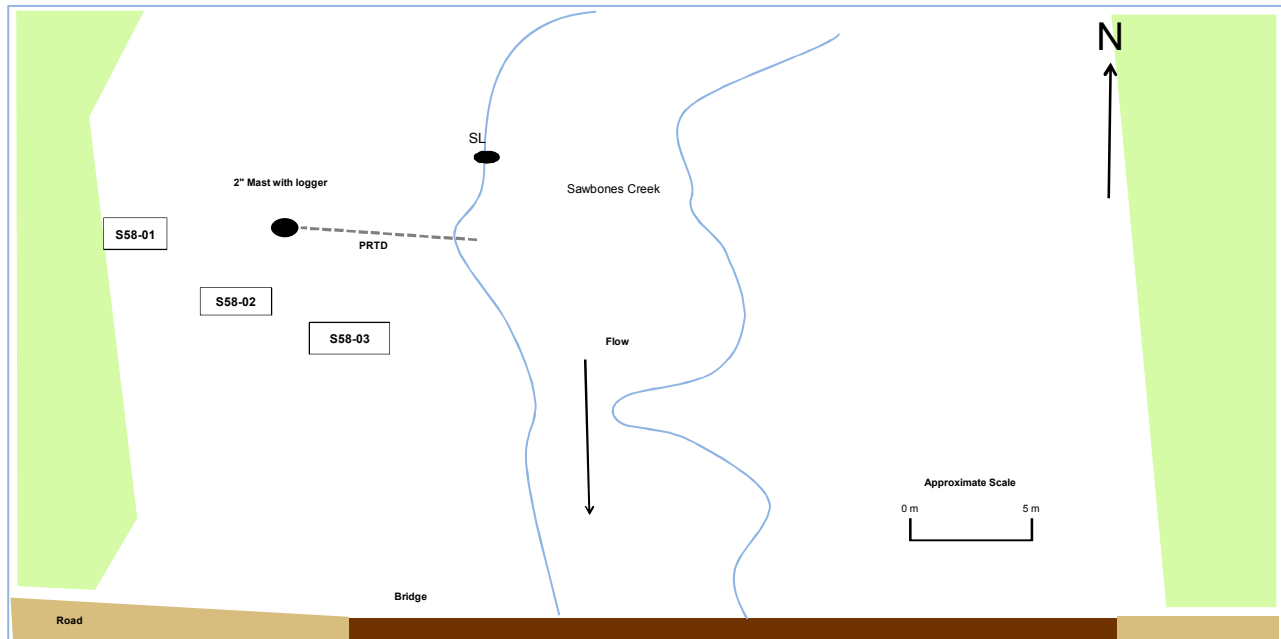 N
SL
2" Mast with logger
Sawbones Creek
S58-01
PRTD
S58-02
S58-03
Flow
Approximate Scale
0 m
5 m
Bridge
Road